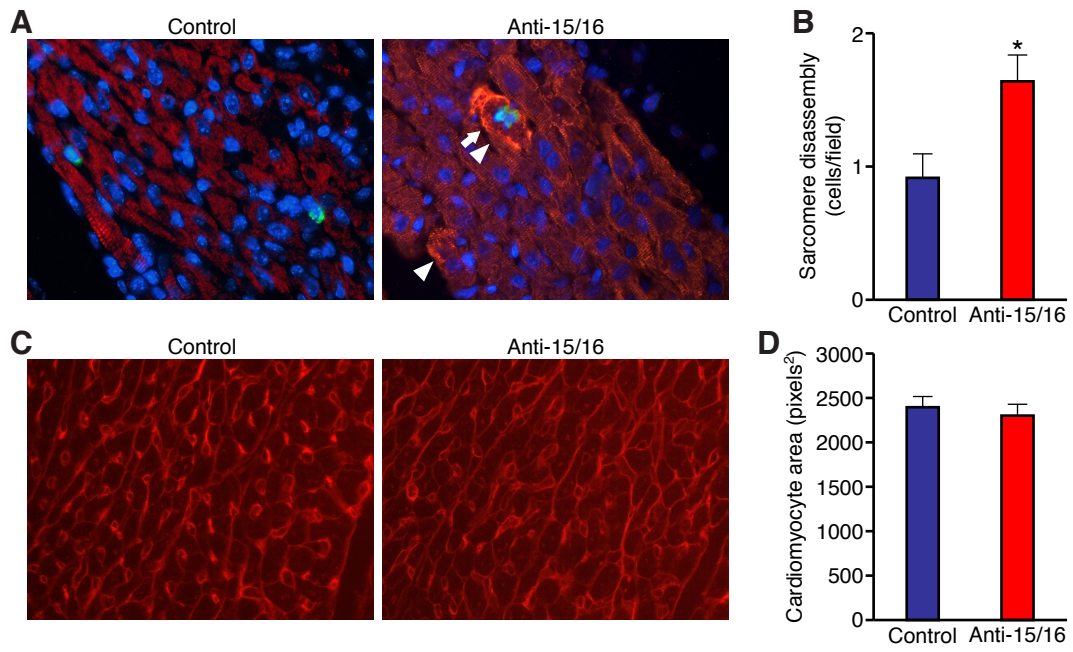 A
Control
Anti-15/16
B
Sarcomere disassembly
(cells/field)
2
1
0
*
Control
Anti-15/16
C
Control
Anti-15/16
D
Cardiomyocyte area (pixels²)
3000
2500
2000
1500
1000
500
0
Control
Anti-15/16